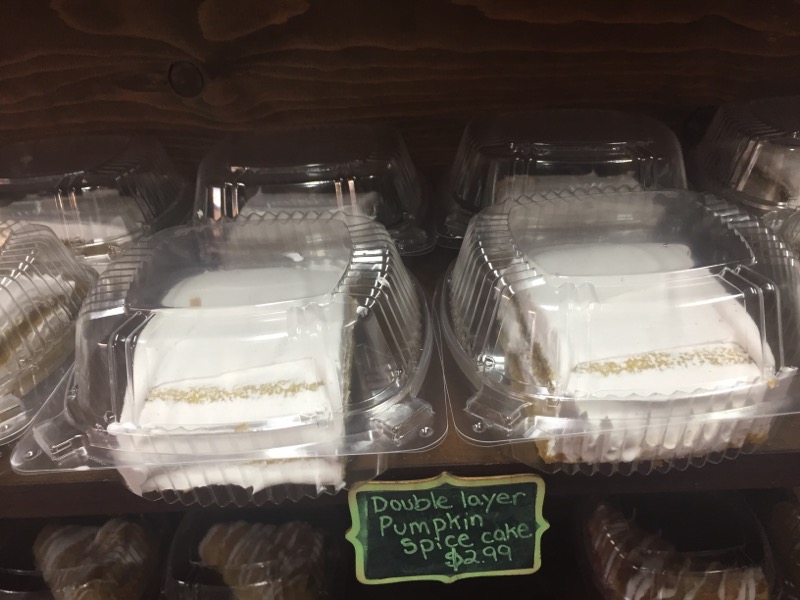 Double layer
Pumpkin
Spice cake
$2.99